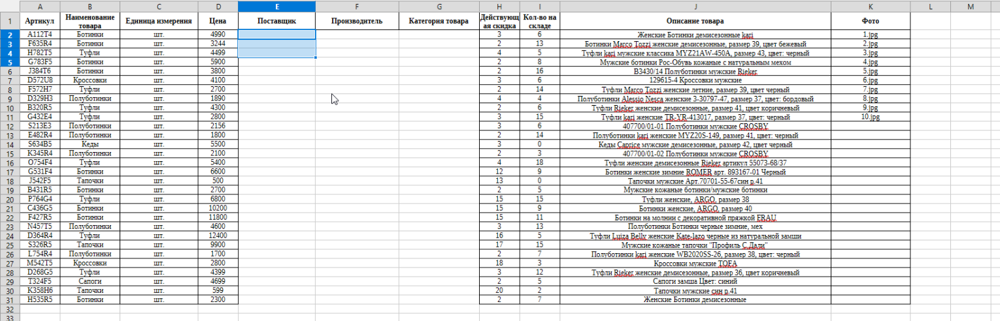 A B C D E F G H I J K L M
1 Артикул Наименование товара Единица измерения Цена Поставщик Производитель Категория товара Действующая скидка Кол-во на складе Описание товара Фото
2 A112T4 Ботинки шт. 4990 3 6 Женские Ботинки демисезонные kari 1.jpg
3 F635R4 Ботинки шт. 3244 2 13 Ботинки Marco Tozzi женские демисезонные, размер 39, цвет бежевый 2.jpg
4 H782T5 Туфли шт. 4499 4 5 Туфли kari мужские классика MYZ21AW-450A, размер 43, цвет: черный 3.jpg
5 G783F5 Ботинки шт. 5900 2 8 Мужские ботинки Рос-Обувь кожаные с натуральным мехом 4.jpg
6 J384T6 Ботинки шт. 3800 2 16 B3430/14 Полуботинки мужские Rieker 5.jpg
7 D572U8 Кроссовки шт. 4100 3 6 129615-4 Кроссовки мужские 6.jpg
8 F572H7 Туфли шт. 2700 2 14 Туфли Marco Tozzi женские летние, размер 39, цвет черный 7.jpg
9 D329H3 Полуботинки шт. 1890 4 4 Полуботинки Alessio Nesca женские 3-30797-47, размер 37, цвет: бордовый 8.jpg
10 B320R5 Туфли шт. 4300 2 6 Туфли Rieker женские демисезонные, размер 41, цвет коричневый 9.jpg
11 G432E4 Туфли шт. 2800 3 15 Туфли kari женские TR-YR-413017, размер 37, цвет: черный 10.jpg
12 S213E3 Полуботинки шт. 2156 3 6 407700/01-01 Полуботинки мужские CROSBY
13 E482R4 Полуботинки шт. 1800 2 14 Полуботинки kari женские MYZ20S-149, размер 41, цвет: черный
14 S634B5 Кеды шт. 5500 3 0 Кеды Caprice мужские демисезонные, размер 42, цвет черный
15 K345R4 Полуботинки шт. 2100 2 3 407700/01-02 Полуботинки мужские CROSBY
16 O754F4 Туфли шт. 5400 4 18 Туфли женские демисезонные Rieker артикул 55073-68/37
17 G531F4 Ботинки шт. 6600 12 9 Ботинки женские зимние ROMER арт. 893167-01 Черный
18 J542F5 Тапочки шт. 500 13 0 Тапочки мужские Арт.70701-55-67син р.41
19 B431R5 Ботинки шт. 2700 2 5 Мужские кожаные ботинки/мужские ботинки
20 P764G4 Туфли шт. 6800 15 15 Туфли женские, ARGO, размер 38
21 C436G5 Ботинки шт. 10200 15 9 Ботинки женские, ARGO, размер 40
22 F427R5 Ботинки шт. 11800 15 11 Ботинки на молнии с декоративной пряжкой FRAU
23 N457T5 Полуботинки шт. 4600 3 13 Полуботинки Ботинки черные зимние, мех
24 D364R4 Туфли шт. 12400 16 5 Туфли Luiza Belly женские Kate-lazo черные из натуральной замши
25 S326R5 Тапочки шт. 9900 17 15 Мужские кожаные тапочки "Профиль С.Дали"
26 L754R4 Полуботинки шт. 1700 2 7 Полуботинки kari женские WB2020SS-26, размер 38, цвет: черный
27 M542T5 Кроссовки шт. 2800 18 3 Кроссовки мужские TOFA
28 D268G5 Туфли шт. 4399 3 12 Туфли Rieker женские демисезонные, размер 36, цвет коричневый
29 T324F5 Сапоги шт. 4699 2 5 Сапоги замша Цвет: синий
30 K358H6 Тапочки шт. 599 20 2 Тапочки мужские син р.41
31 H535R5 Ботинки шт. 2300 2 7 Женские Ботинки демисезонные
32
33